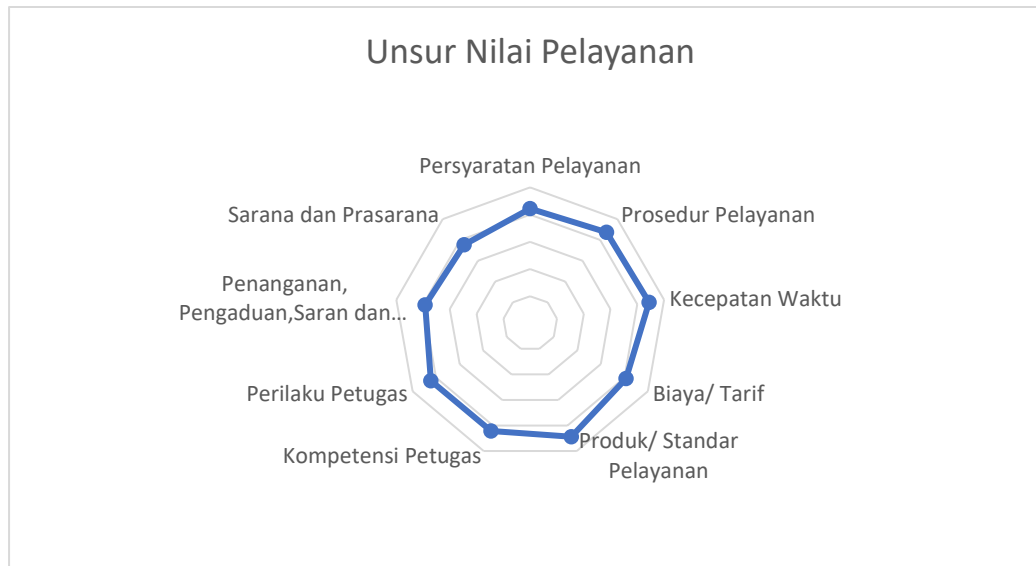 Unsur Nilai Pelayanan
Persyaratan Pelayanan
Prosedur Pelayanan
Kecepatan Waktu
Biaya/ Tarif
Produk/ Standar
Pelayanan
Kompetensi Petugas
Perilaku Petugas
Penanganan,
Pengaduan,Saran dan...
Sarana dan Prasarana